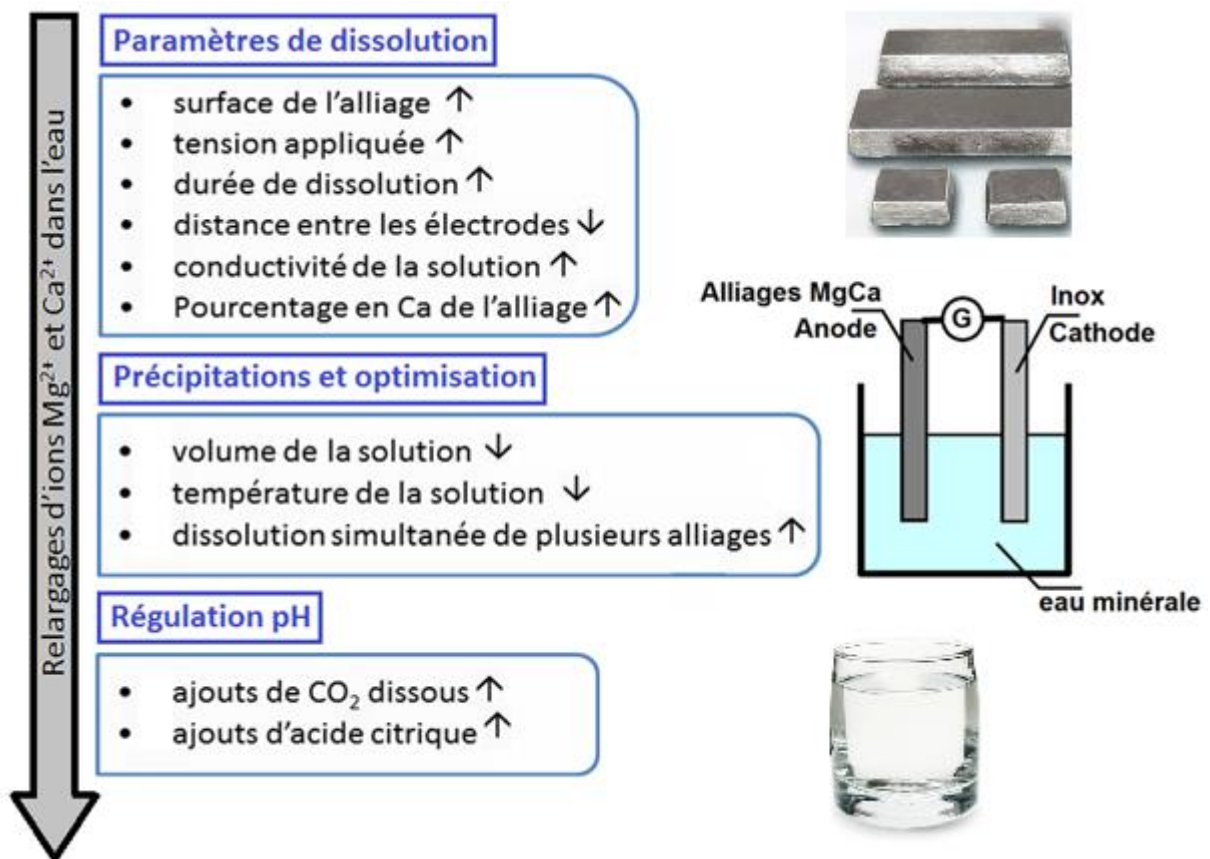 Relargages d'ions Mg²⁺ et Ca²⁺ dans l'eau
Paramètres de dissolution
• surface de l'alliage ↑
• tension appliquée ↑
• durée de dissolution ↑
• distance entre les électrodes ↓
• conductivité de la solution ↑
• Pourcentage en Ca de l'alliage ↑
Précipitations et optimisation
• volume de la solution ↓
• température de la solution ↓
• dissolution simultanée de plusieurs alliages ↑
Régulation pH
• ajouts de CO₂ dissous ↑
• ajouts d'acide citrique ↑
Alliages MgCa
Anode
G
Inox
Cathode
eau minérale